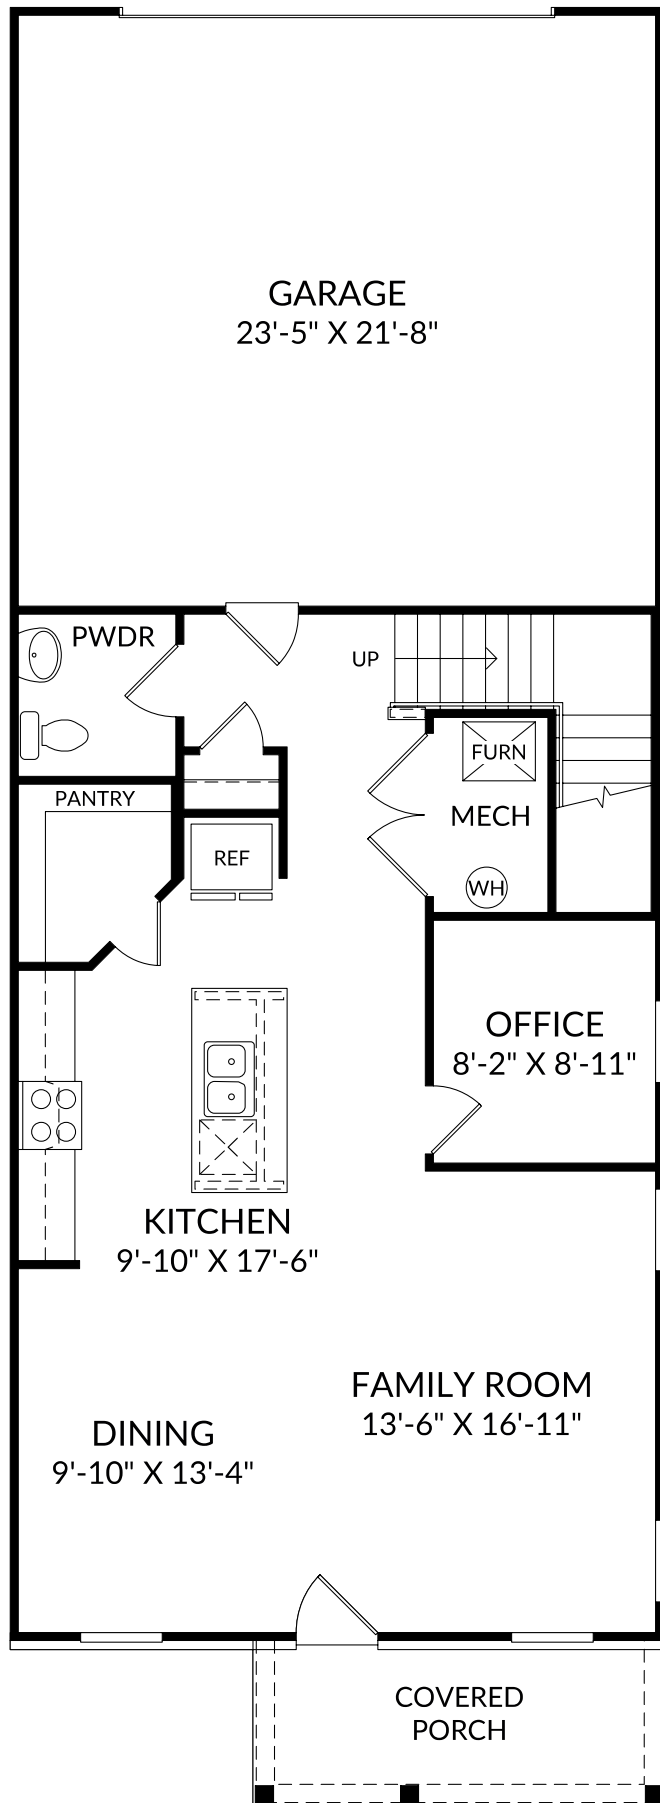 GARAGE
23'-5" X 21'-8"
PWDR
UP
FURN
PANTRY
MECH
REF
WH
OFFICE
8'-2" X 8'-11"
KITCHEN
9'-10" X 17'-6"
FAMILY ROOM
13'-6" X 16'-11"
DINING
9'-10" X 13'-4"
COVERED
PORCH